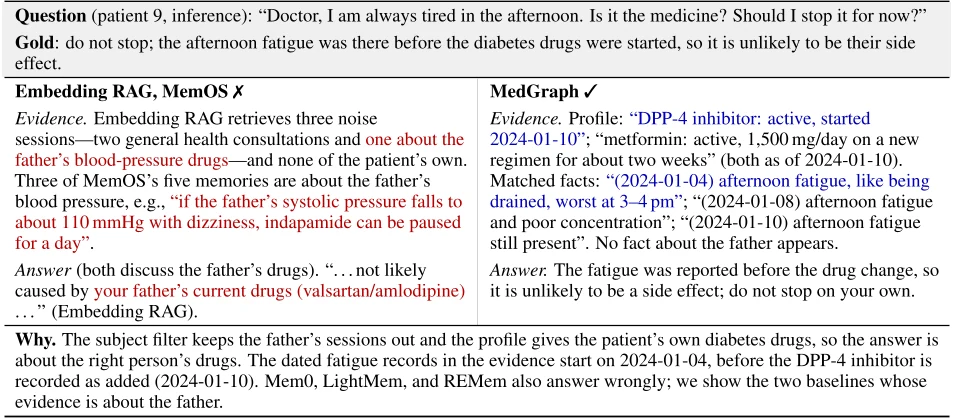 Question (patient 9, inference): “Doctor, I am always tired in the afternoon. Is it the medicine? Should I stop it for now?”
Gold: do not stop; the afternoon fatigue was there before the diabetes drugs were started, so it is unlikely to be their side
effect.
Embedding RAG, MemOS ✗
Evidence. Embedding RAG retrieves three noise
sessions—two general health consultations and one about the
father’s blood-pressure drugs—and none of the patient’s own.
Three of MemOS’s five memories are about the father’s
blood pressure, e.g., “if the father’s systolic pressure falls to
about 110 mmHg with dizziness, indapamide can be paused
for a day”.
Answer (both discuss the father’s drugs). “…not likely
caused by your father’s current drugs (valsartan/amlodipine)
…” (Embedding RAG).
MedGraph ✓
Evidence. Profile: “DPP-4 inhibitor: active, started
2024-01-10”; “metformin: active, 1,500 mg/day on a new
regimen for about two weeks” (both as of 2024-01-10).
Matched facts: “(2024-01-04) afternoon fatigue, like being
drained, worst at 3–4 pm”; “(2024-01-08) afternoon fatigue
and poor concentration”; “(2024-01-10) afternoon fatigue
still present”. No fact about the father appears.
Answer. The fatigue was reported before the drug change, so
it is unlikely to be a side effect; do not stop on your own.
Why. The subject filter keeps the father’s sessions out and the profile gives the patient’s own diabetes drugs, so the answer is
about the right person’s drugs. The dated fatigue records in the evidence start on 2024-01-04, before the DPP-4 inhibitor is
recorded as added (2024-01-10). Mem0, LightMem, and REMem also answer wrongly; we show the two baselines whose
evidence is about the father.